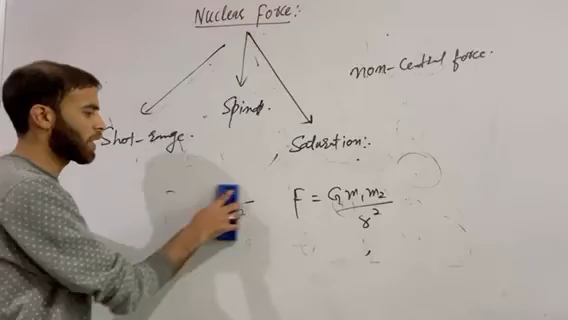 Nuclear Force:-
non-Central force.
Spind.
Shot-range.
Saturation:-
F = G m1 m2 / r2